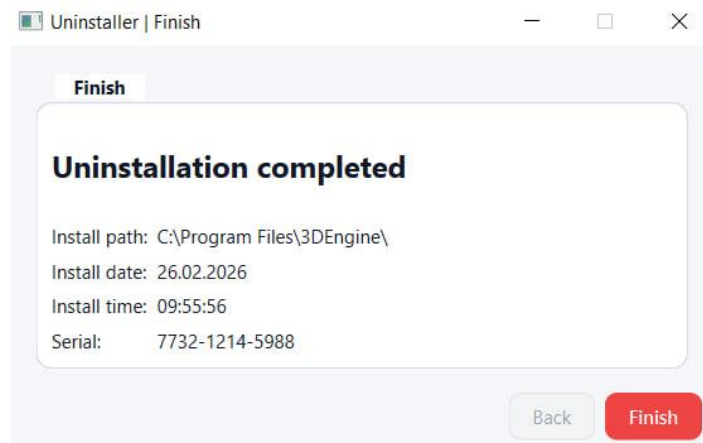 Uninstaller | Finish
Finish
Uninstallation completed
Install path: C:\Program Files\3DEngine\
Install date: 26.02.2026
Install time: 09:55:56
Serial: 7732-1214-5988
Back Finish